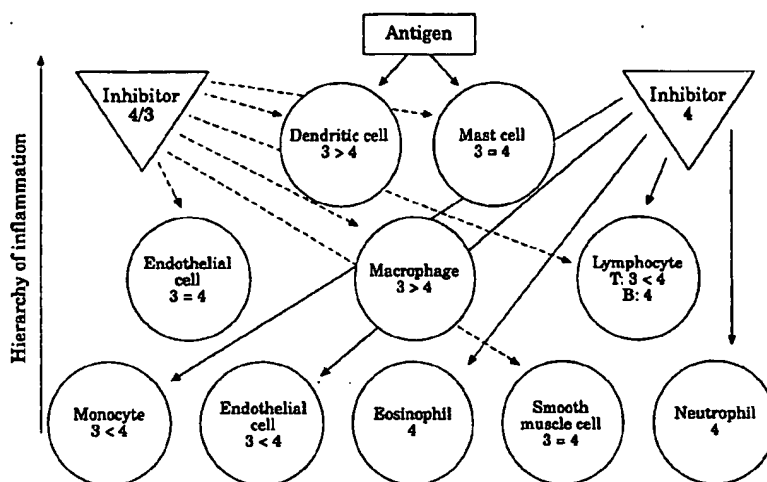 Antigen
Inhibitor
4/3
Inhibitor
4
Dendritic cell
3 > 4
Mast cell
3 = 4
Hierarchy of inflammation
Endothelial
cell
3 = 4
Macrophage
3 > 4
Lymphocyte
T: 3 < 4
B: 4
Monocyte
3 < 4
Endothelial
cell
3 < 4
Eosinophil
4
Smooth
muscle cell
3 = 4
Neutrophil
4